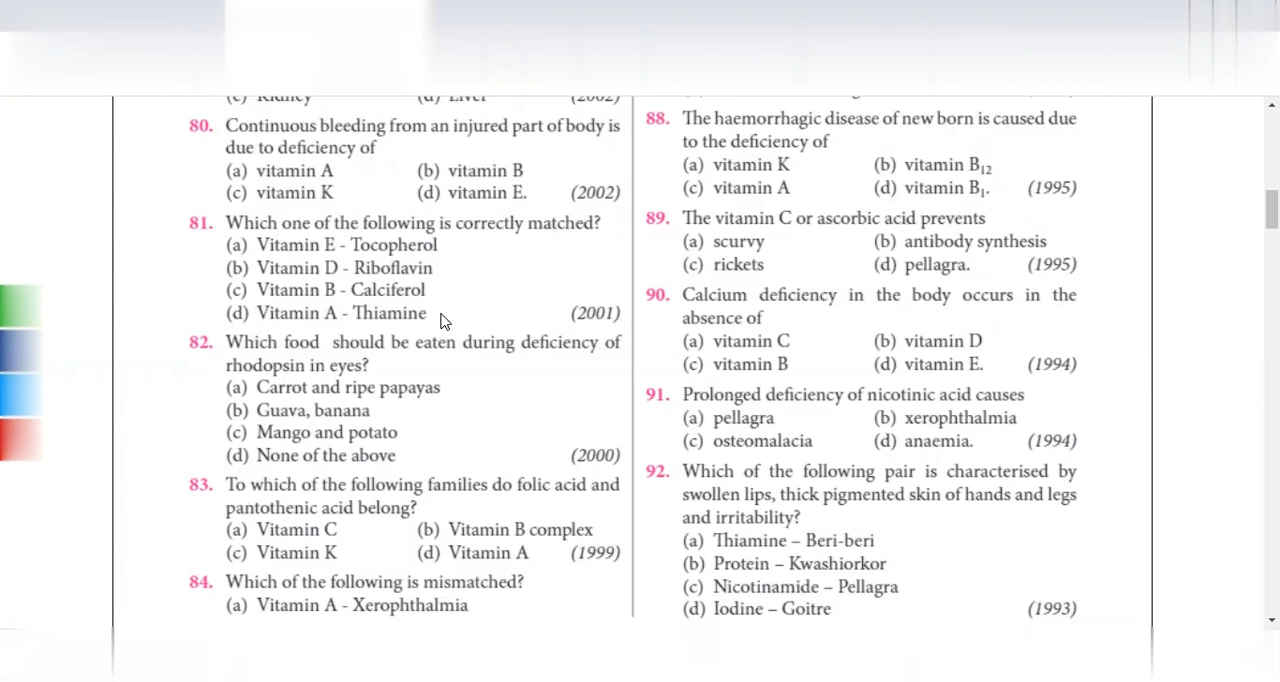 (c) Kidney (d) Liver (2002)
80. Continuous bleeding from an injured part of body is
due to deficiency of
(a) vitamin A (b) vitamin B
(c) vitamin K (d) vitamin E. (2002)
81. Which one of the following is correctly matched?
(a) Vitamin E - Tocopherol
(b) Vitamin D - Riboflavin
(c) Vitamin B - Calciferol
(d) Vitamin A - Thiamine (2001)
82. Which food should be eaten during deficiency of
rhodopsin in eyes?
(a) Carrot and ripe papayas
(b) Guava, banana
(c) Mango and potato
(d) None of the above (2000)
83. To which of the following families do folic acid and
pantothenic acid belong?
(a) Vitamin C (b) Vitamin B complex
(c) Vitamin K (d) Vitamin A (1999)
84. Which of the following is mismatched?
(a) Vitamin A - Xerophthalmia
88. The haemorrhagic disease of new born is caused due
to the deficiency of
(a) vitamin K (b) vitamin B12
(c) vitamin A (d) vitamin B1. (1995)
89. The vitamin C or ascorbic acid prevents
(a) scurvy (b) antibody synthesis
(c) rickets (d) pellagra. (1995)
90. Calcium deficiency in the body occurs in the
absence of
(a) vitamin C (b) vitamin D
(c) vitamin B (d) vitamin E. (1994)
91. Prolonged deficiency of nicotinic acid causes
(a) pellagra (b) xerophthalmia
(c) osteomalacia (d) anaemia. (1994)
92. Which of the following pair is characterised by
swollen lips, thick pigmented skin of hands and legs
and irritability?
(a) Thiamine – Beri-beri
(b) Protein – Kwashiorkor
(c) Nicotinamide – Pellagra
(d) Iodine – Goitre (1993)